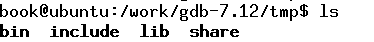 book@ubuntu:/work/gdb-7.12/tmp$ ls
bin  include  lib  share